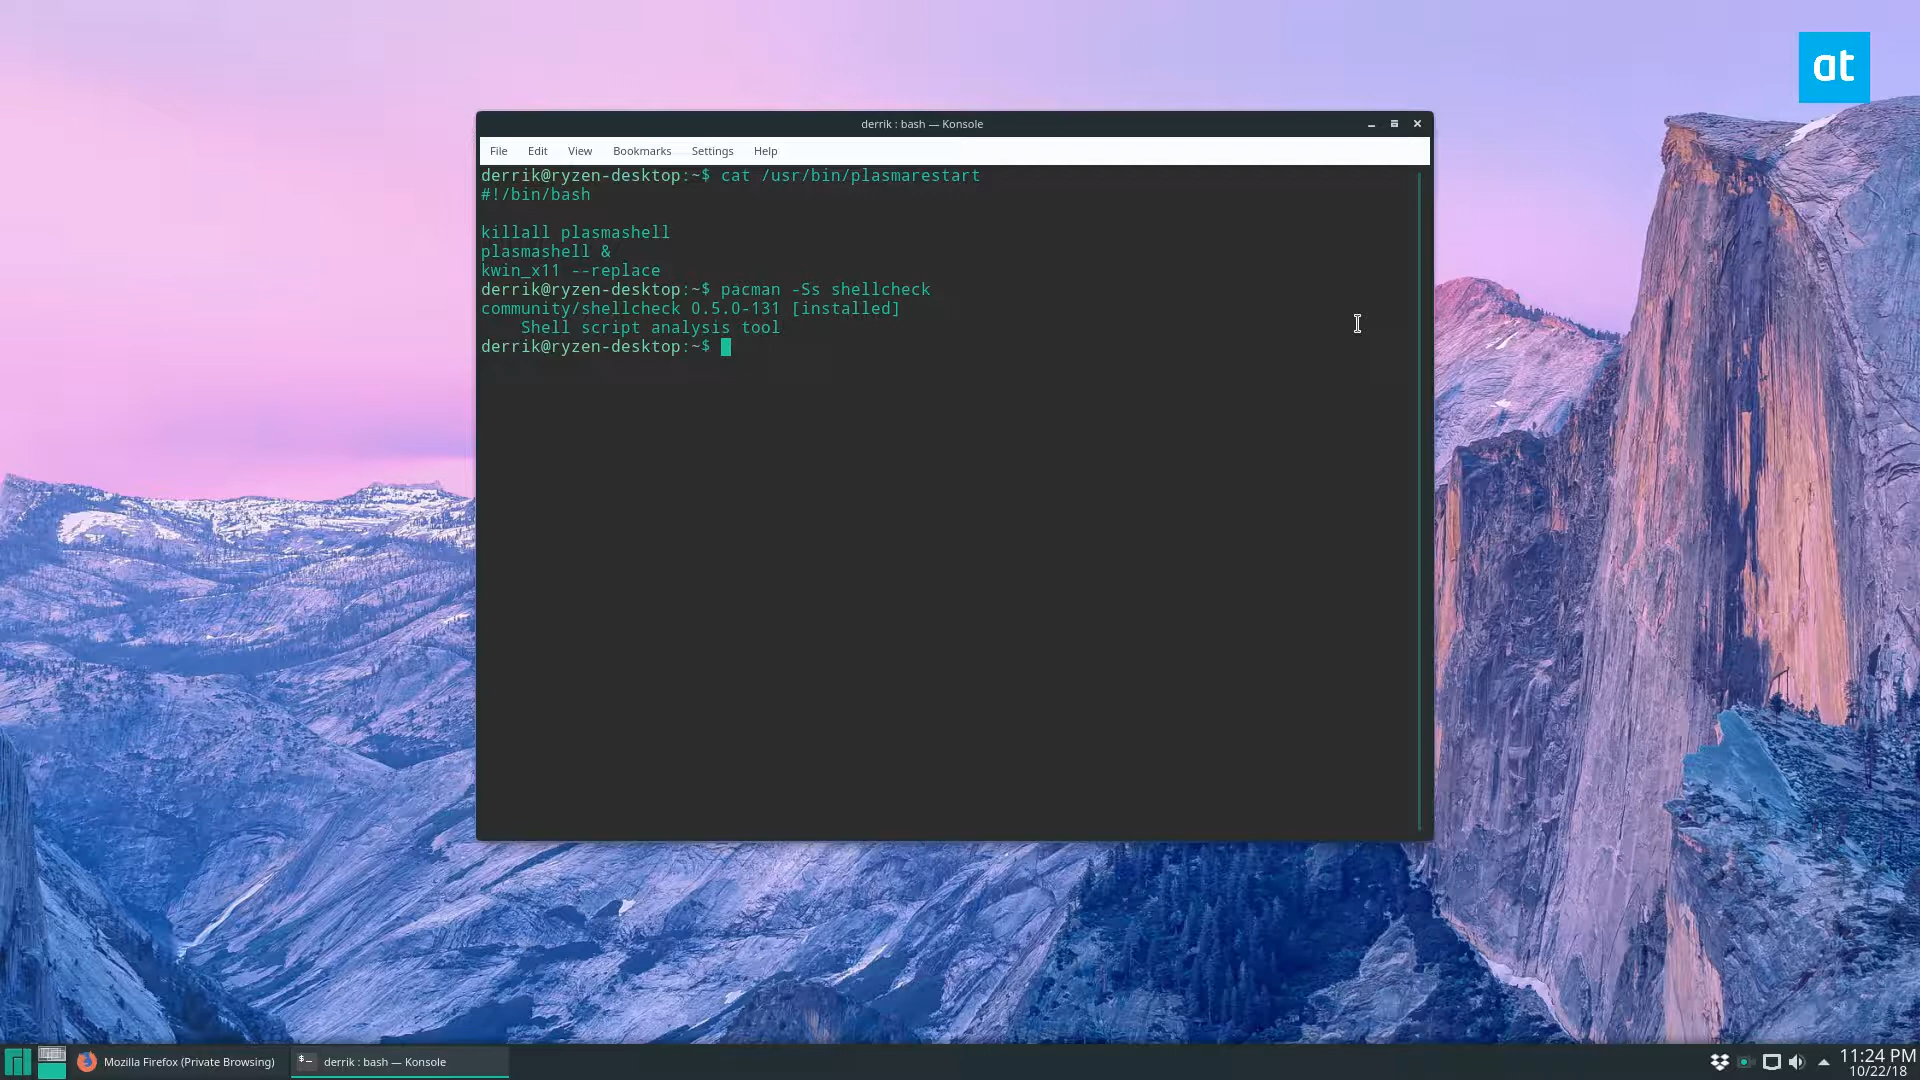 at
derrik : bash — Konsole
File Edit View Bookmarks Settings Help
derrik@ryzen-desktop:~$ cat /usr/bin/plasmarestart
#!/bin/bash
killall plasmashell
plasmashell &
kwin_x11 --replace
derrik@ryzen-desktop:~$ pacman -Ss shellcheck
community/shellcheck 0.5.0-131 [installed]
Shell script analysis tool
derrik@ryzen-desktop:~$
Mozilla Firefox (Private Browsing) derrik : bash — Konsole
11:24 PM
10/22/18